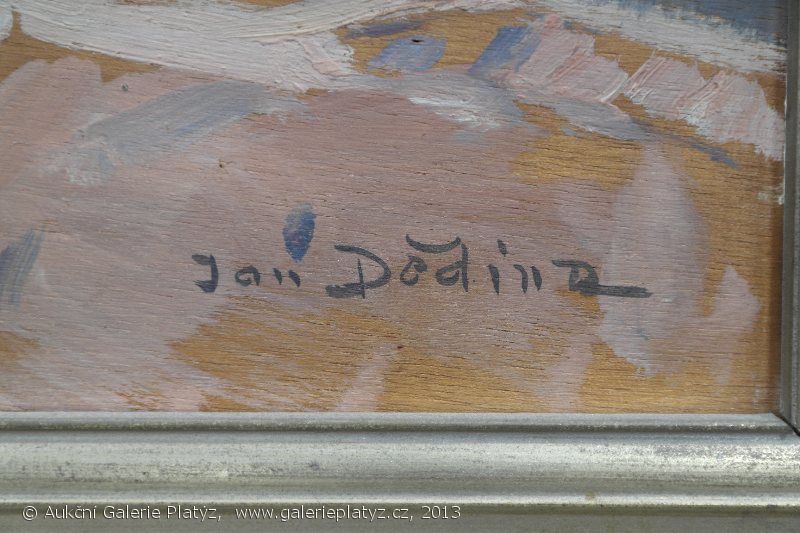 Jan Dědina
© Aukční Galerie Platýz, www.galerieplatyz.cz, 2013